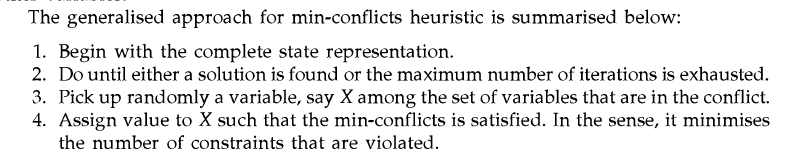 The generalised approach for min-conflicts heuristic is summarised below:
1. Begin with the complete state representation.
2. Do until either a solution is found or the maximum number of iterations is exhausted.
3. Pick up randomly a variable, say X among the set of variables that are in the conflict.
4. Assign value to X such that the min-conflicts is satisfied. In the sense, it minimises
the number of constraints that are violated.